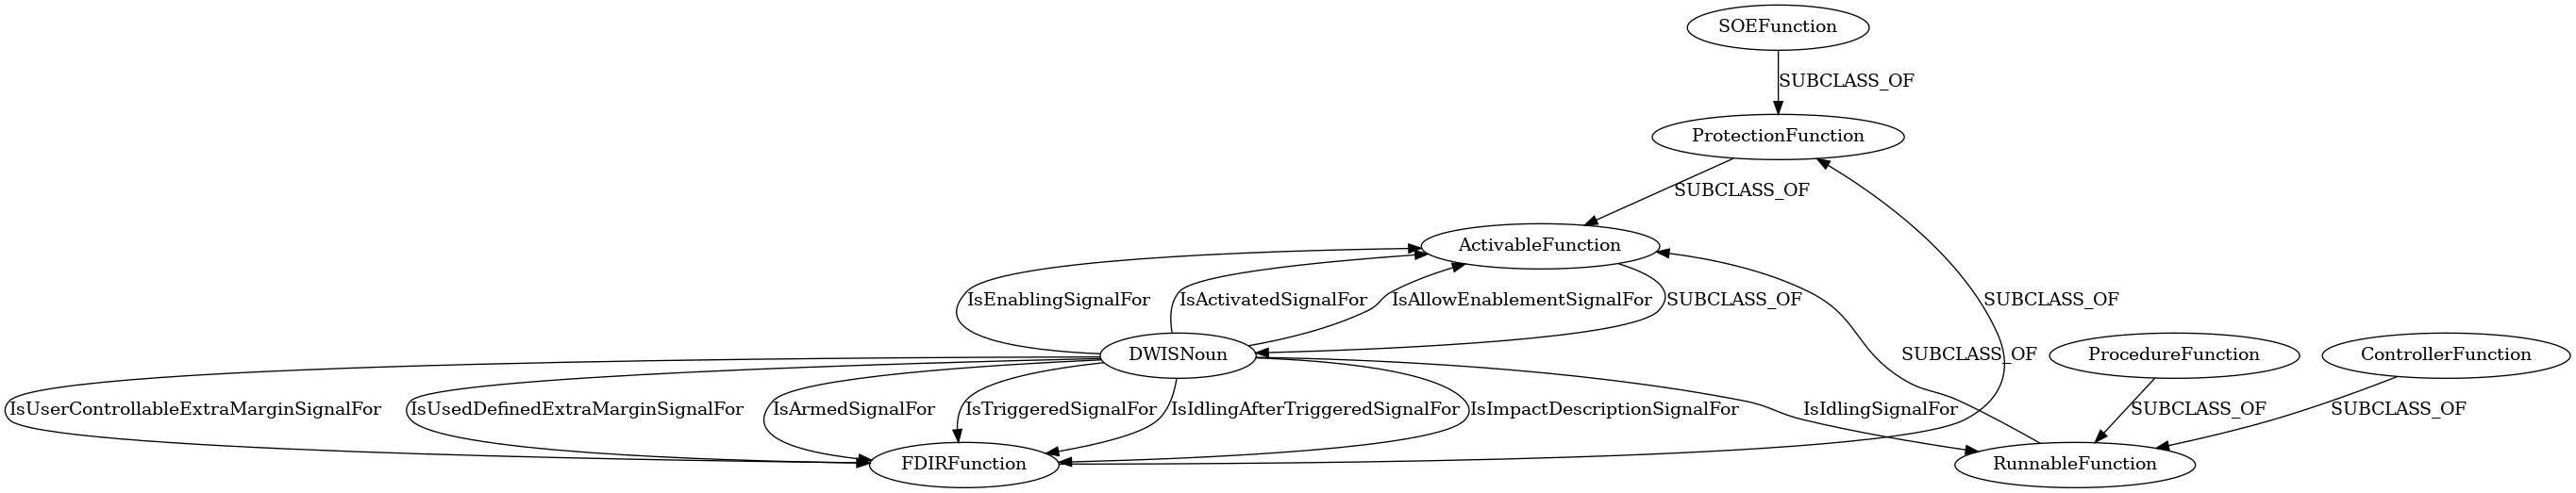 SOEFunction
SUBCLASS_OF
ProtectionFunction
SUBCLASS_OF
ActivableFunction
IsEnablingSignalFor
IsActivatedSignalFor
IsAllowEnablementSignalFor
SUBCLASS_OF
SUBCLASS_OF
DWISNoun
SUBCLASS_OF
ProcedureFunction
ControllerFunction
IsUserControllableExtraMarginSignalFor
IsUsedDefinedExtraMarginSignalFor
IsArmedSignalFor
IsTriggeredSignalFor
IsIdlingAfterTriggeredSignalFor
IsImpactDescriptionSignalFor
IsIdlingSignalFor
SUBCLASS_OF
SUBCLASS_OF
FDIRFunction
RunnableFunction